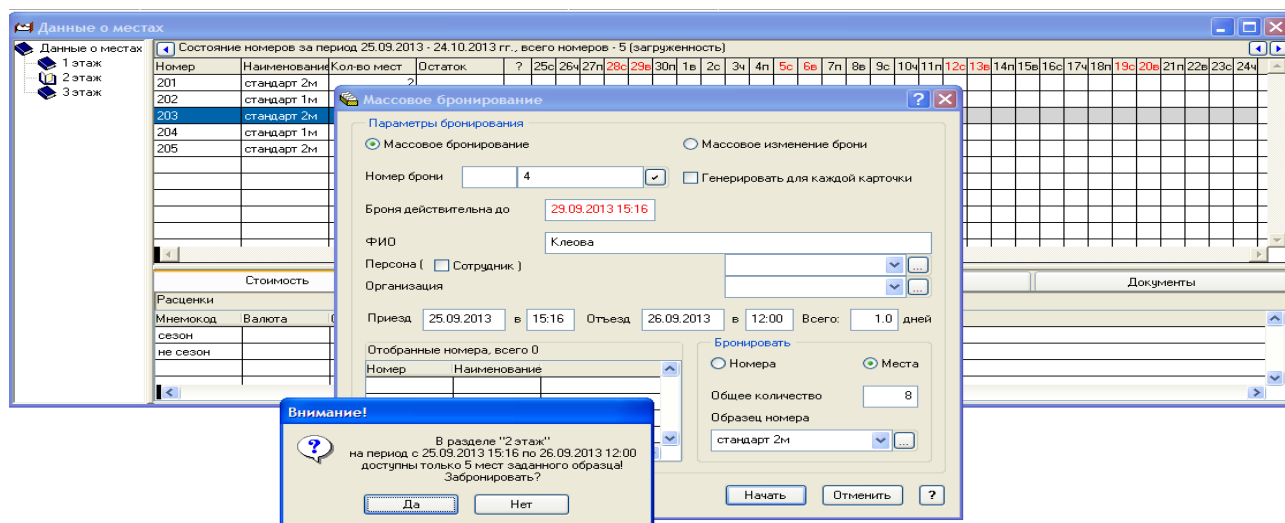 Данные о местах
Данные о местах
1 этаж
2 этаж
3 этаж
Состояние номеров за период 25.09.2013 - 24.10.2013 гг., всего номеров - 5 (загруженность)
Номер Наименование Кол-во мест Остаток ? 25с 26ч 27п 28с 29в 30п 1в 2с 3ч 4п 5с 6в 7п 8в 9с 10ч 11п 12с 13в 14п 15в 16с 17ч 18п 19с 20в 21п 22в 23с 24ч
201 стандарт 2м 2
202 стандарт 1м
203 стандарт 2м
204 стандарт 1м
205 стандарт 2м
Стоимость
Документы
Расценки
Мнемокод Валюта
сезон
не сезон
Массовое бронирование
Параметры бронирования
Массовое бронирование Массовое изменение брони
Номер брони 4 Генерировать для каждой карточки
Броня действительна до 29.09.2013 15:16
ФИО Клеова
Персона ( Сотрудник )
Организация
Приезд 25.09.2013 в 15:16 Отъезд 26.09.2013 в 12:00 Всего: 1.0 дней
Отобранные номера, всего 0
Номер Наименование
Бронировать
Номера Места
Общее количество 8
Образец номера
стандарт 2м ...
Начать Отменить ?
Внимание!
В разделе "2 этаж"
на период с 25.09.2013 15:16 по 26.09.2013 12:00
доступны только 5 мест заданного образца!
Забронировать?
Да Нет